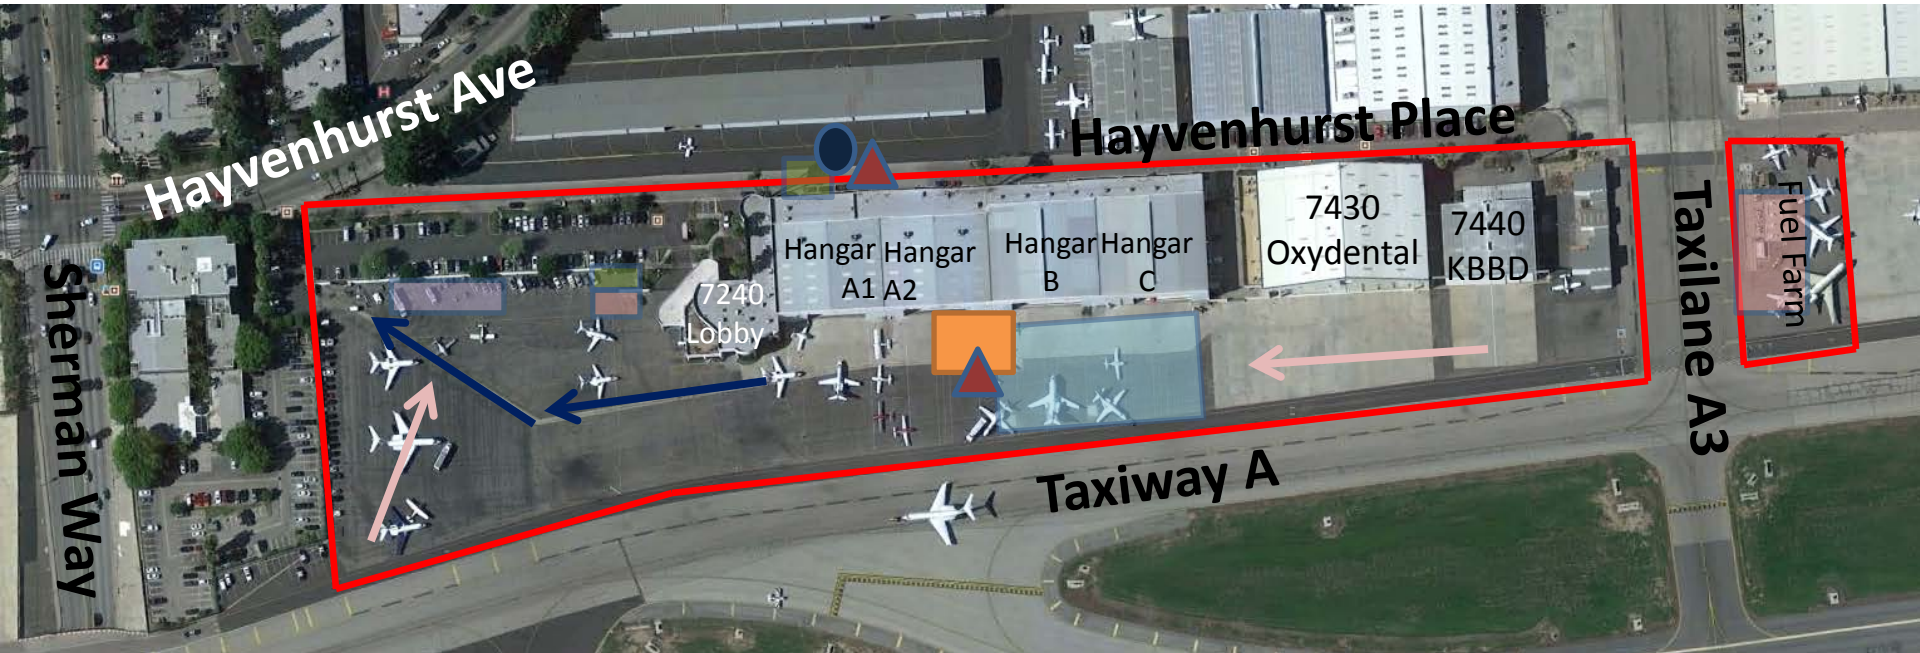 Hayvenhurst Ave
Hayvenhurst Place
Sherman Way
7240
Lobby
Hangar
A1
Hangar
A2
Hangar
B
Hangar
C
7430
Oxydental
7440
KBBD
Taxilane A3
Fuel Farm
Taxiway A